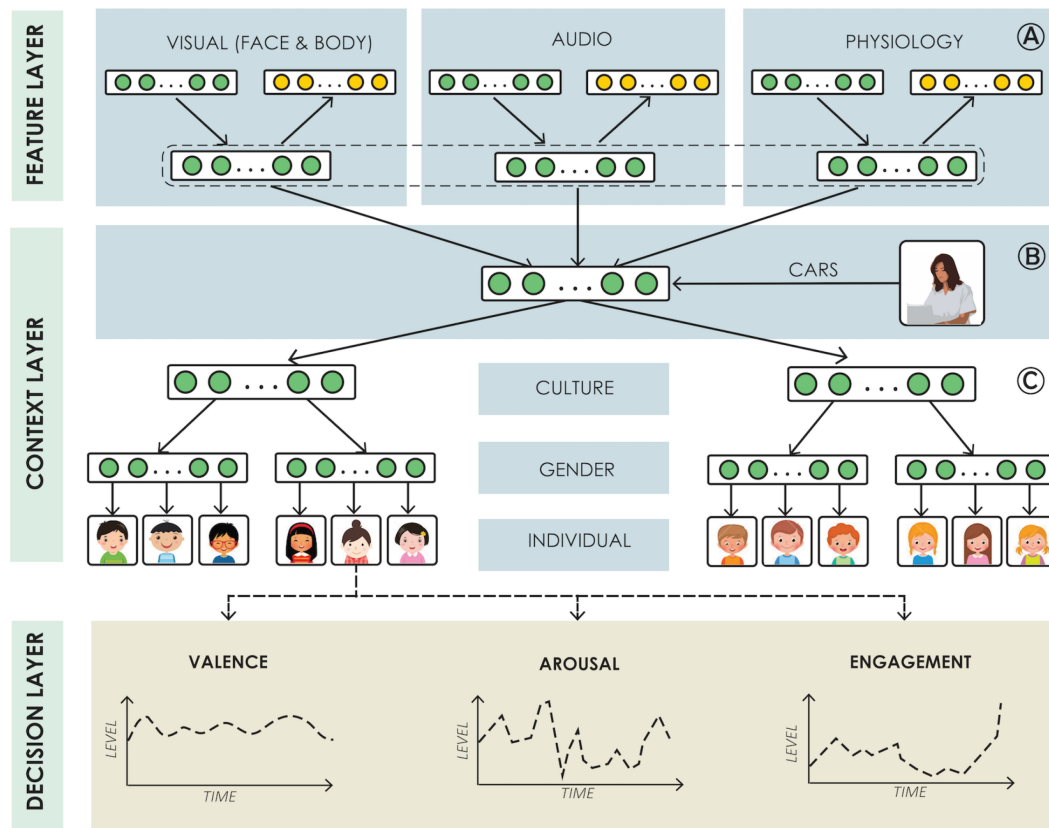 FEATURE LAYER
VISUAL (FACE & BODY)
AUDIO
PHYSIOLOGY
A
CONTEXT LAYER
B
CARS
C
CULTURE
GENDER
INDIVIDUAL
DECISION LAYER
VALENCE
AROUSAL
ENGAGEMENT
LEVEL
TIME
LEVEL
TIME
LEVEL
TIME